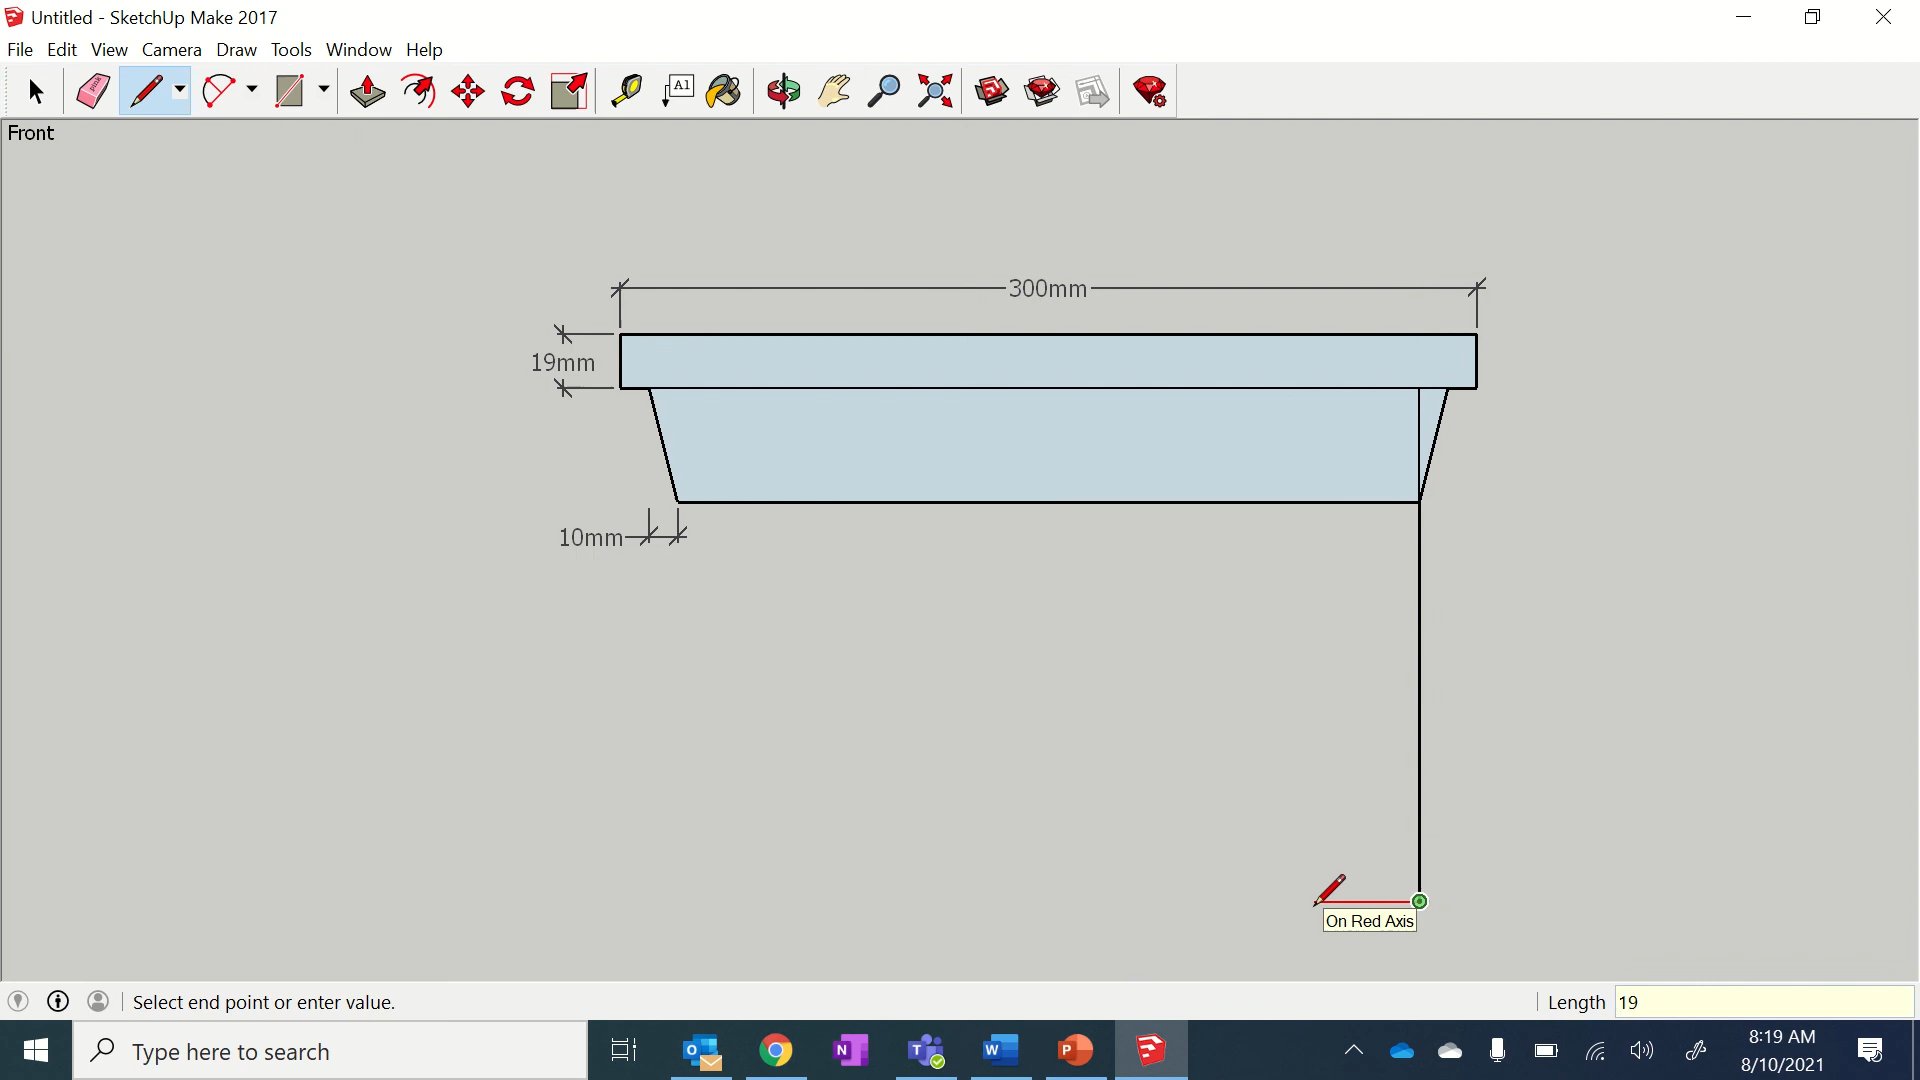 Untitled - SketchUp Make 2017
File Edit View Camera Draw Tools Window Help
A1
Front
300mm
19mm
10mm
On Red Axis
Select end point or enter value.
Length 19
Type here to search
8:19 AM
8/10/2021